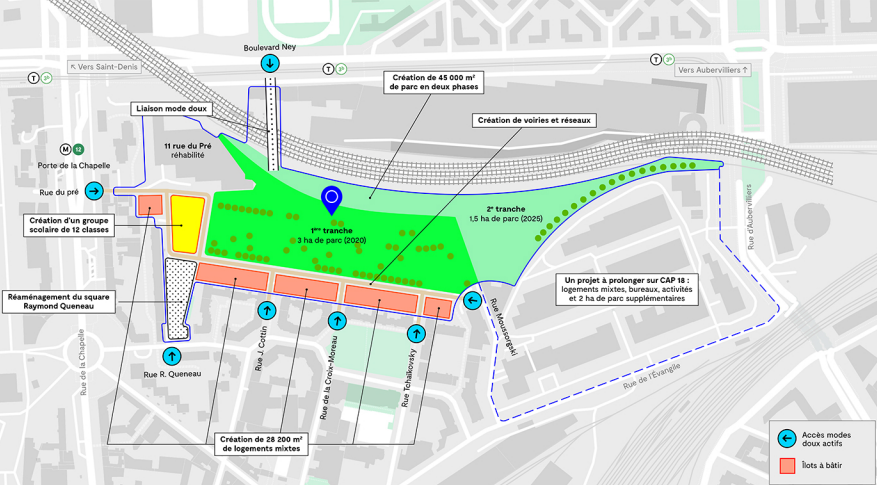 Boulevard Ney
↖ Vers Saint-Denis
T 3b
T 3b
T 3b
Vers Aubervilliers ↑
Création de 45 000 m²
de parc en deux phases
Liaison mode doux
Création de voiries et réseaux
11 rue du Pré
réhabilité
M 12
Porte de la Chapelle
Rue du pré
Création d'un groupe
scolaire de 12 classes
1ère tranche
3 ha de parc (2020)
2e tranche
1,5 ha de parc (2025)
Rue d'Aubervilliers
Un projet à prolonger sur CAP 18 :
logements mixtes, bureaux, activités
et 2 ha de parc supplémentaires
Réaménagement du square
Raymond Queneau
Rue de la Chapelle
Rue R. Queneau
Rue J. Cottin
Rue de la Croix-Moreau
Rue Tchaïkovsky
Rue Moussorgski
Rue de l'Évangile
Création de 28 200 m²
de logements mixtes
Accès modes
doux actifs
Îlots à bâtir